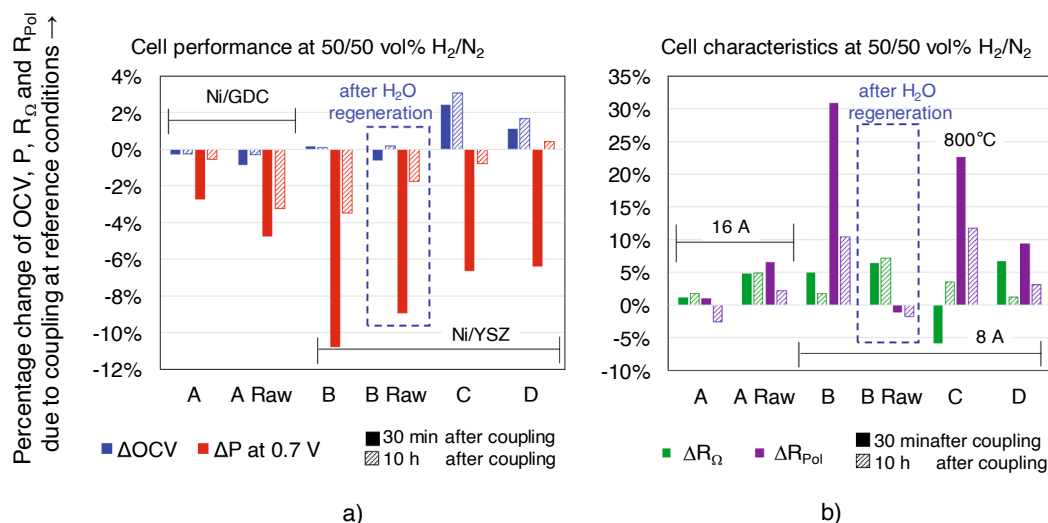 Percentage change of OCV, P, RΩ and RPol
due to coupling at reference conditions →
Cell performance at 50/50 vol% H2/N2
4%
2%
0%
-2%
-4%
-6%
-8%
-10%
-12%
Ni/GDC
after H2O
regeneration
Ni/YSZ
A
A Raw
B
B Raw
C
D
ΔOCV
ΔP at 0.7 V
30 min after coupling
10 h after coupling
a)
Cell characteristics at 50/50 vol% H2/N2
35%
30%
25%
20%
15%
10%
5%
0%
-5%
-10%
after H2O
regeneration
800°C
16 A
8 A
A
A Raw
B
B Raw
C
D
ΔRΩ
ΔRPol
30 minafter coupling
10 h after coupling
b)